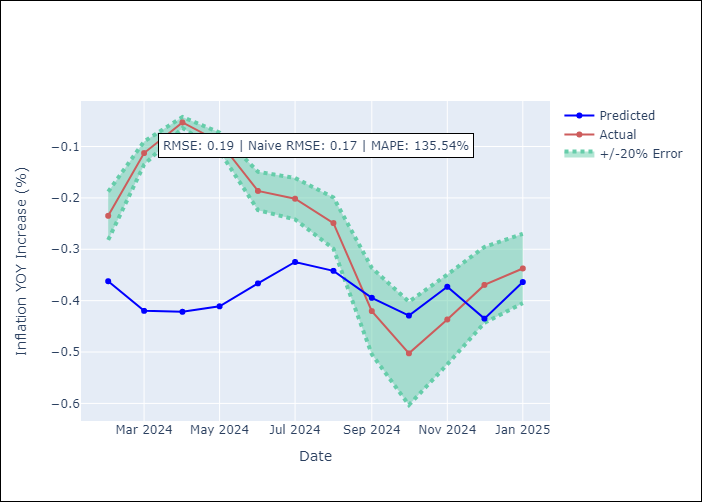 Predicted
Actual
+/-20% Error
RMSE: 0.19 | Naive RMSE: 0.17 | MAPE: 135.54%
Inflation YOY Increase (%)
−0.1
−0.2
−0.3
−0.4
−0.5
−0.6
Mar 2024 May 2024 Jul 2024 Sep 2024 Nov 2024 Jan 2025
Date